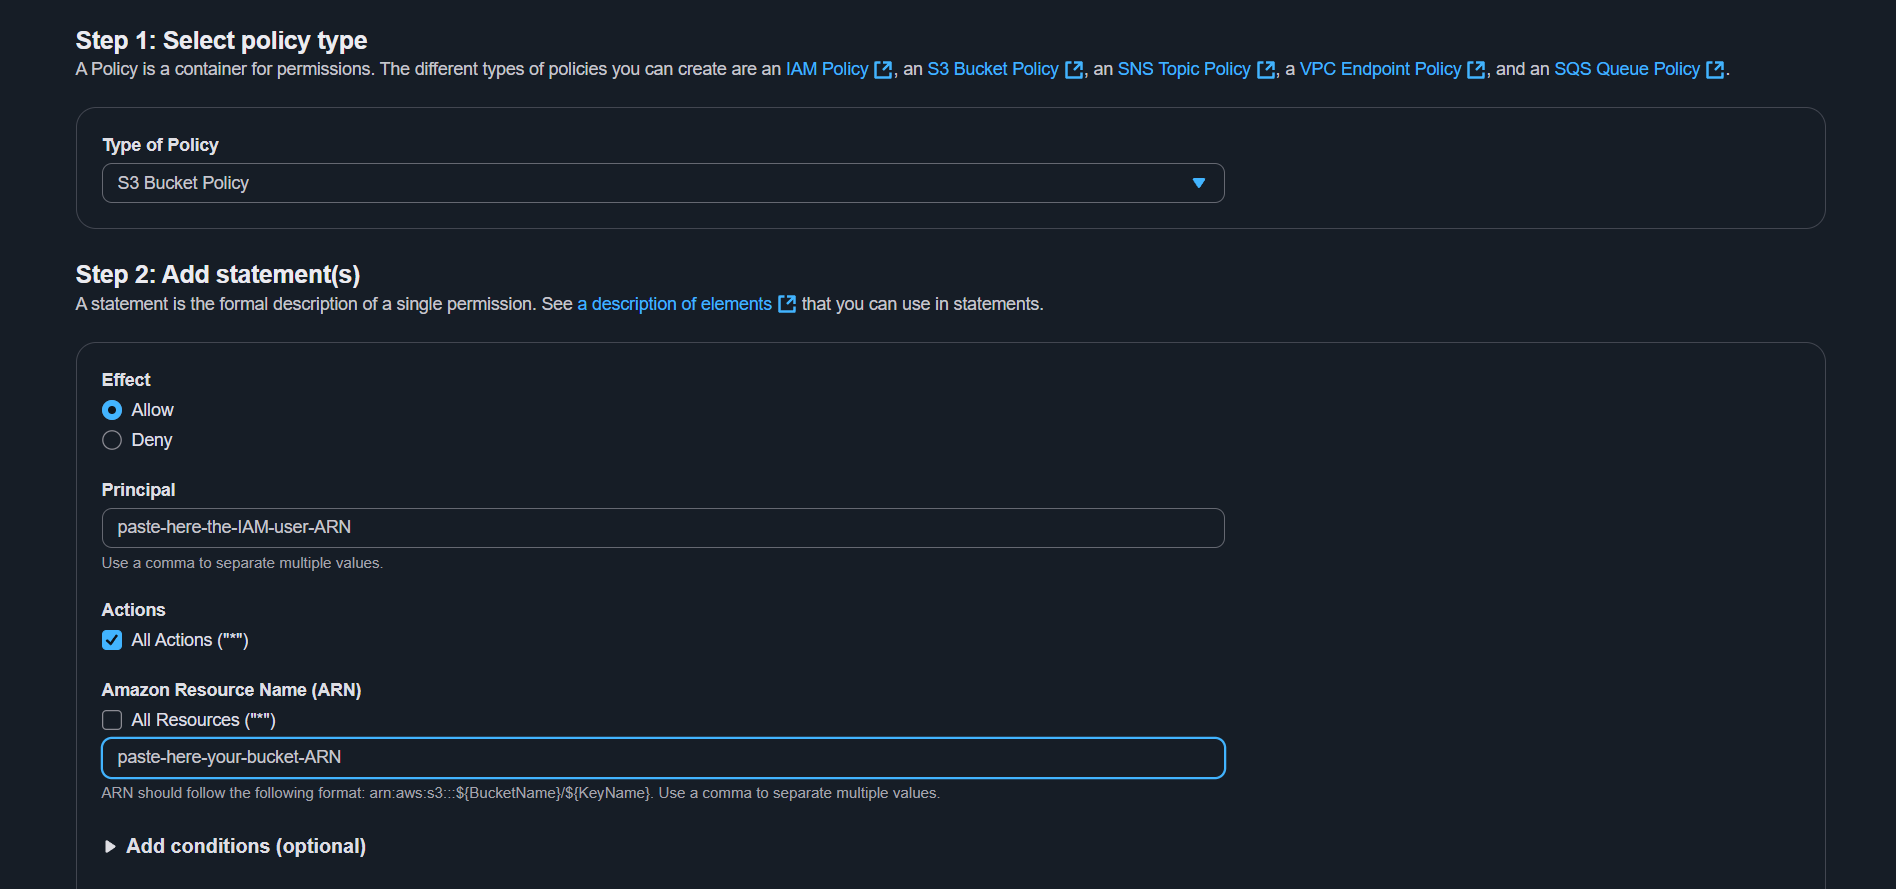 Step 1: Select policy type
A Policy is a container for permissions. The different types of policies you can create are an IAM Policy, an S3 Bucket Policy, an SNS Topic Policy, a VPC Endpoint Policy, and an SQS Queue Policy.
Type of Policy
S3 Bucket Policy
Step 2: Add statement(s)
A statement is the formal description of a single permission. See a description of elements that you can use in statements.
Effect
Allow
Deny
Principal
paste-here-the-IAM-user-ARN
Use a comma to separate multiple values.
Actions
All Actions ("*")
Amazon Resource Name (ARN)
All Resources ("*")
paste-here-your-bucket-ARN
ARN should follow the following format: arn:aws:s3:::${BucketName}/${KeyName}. Use a comma to separate multiple values.
Add conditions (optional)